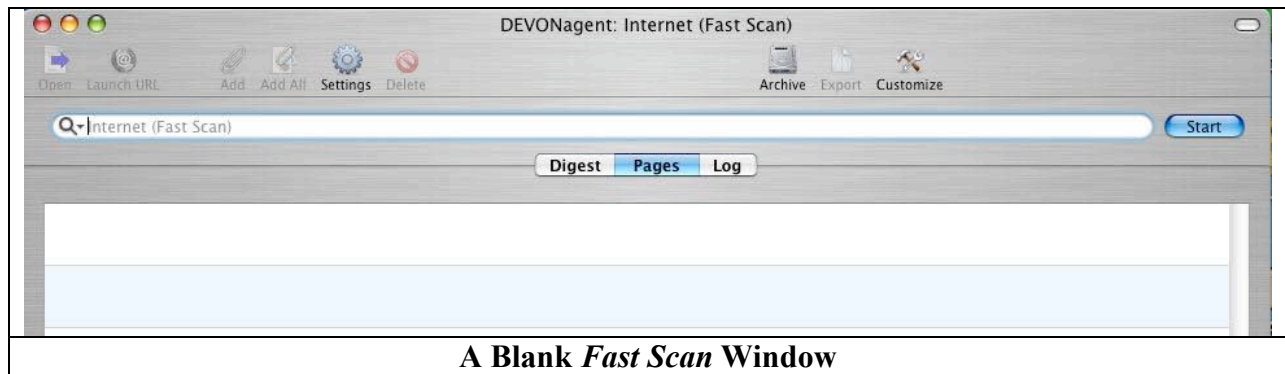 DEVONagent: Internet (Fast Scan)
Open Launch URL Add Add All Settings Delete Archive Export Customize
Internet (Fast Scan) Start
Digest Pages Log
A Blank Fast Scan Window